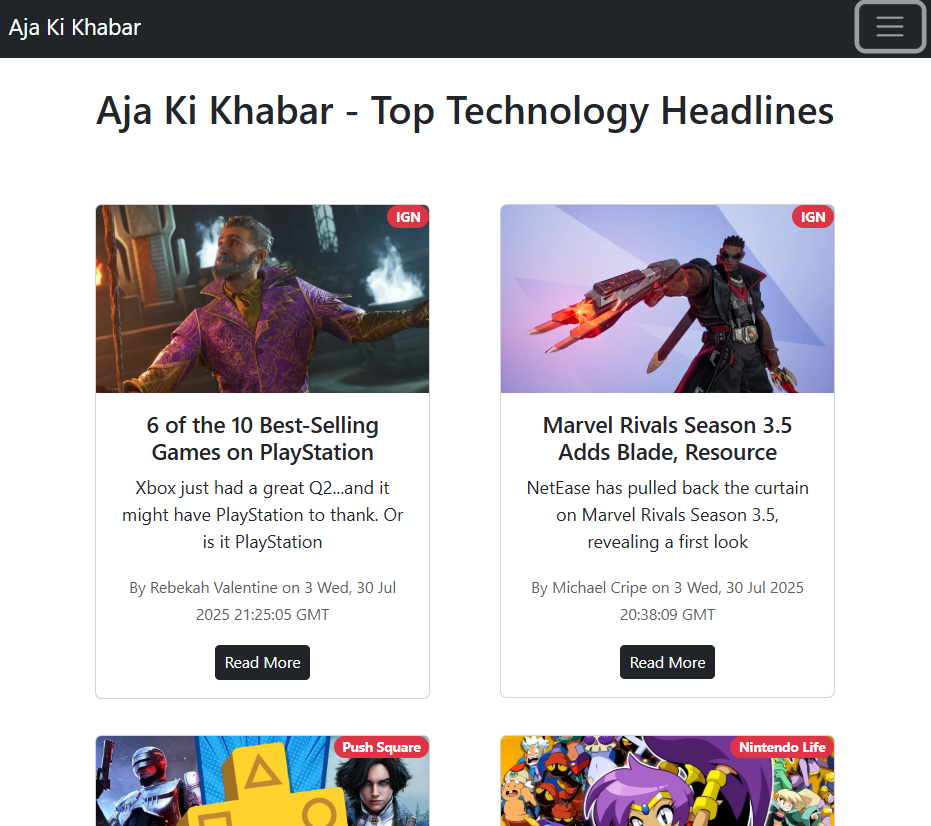 Aja Ki Khabar
Aja Ki Khabar - Top Technology Headlines
IGN
6 of the 10 Best-Selling
Games on PlayStation
Xbox just had a great Q2...and it
might have PlayStation to thank. Or
is it PlayStation
By Rebekah Valentine on 3 Wed, 30 Jul
2025 21:25:05 GMT
Read More
IGN
Marvel Rivals Season 3.5
Adds Blade, Resource
NetEase has pulled back the curtain
on Marvel Rivals Season 3.5,
revealing a first look
By Michael Cripe on 3 Wed, 30 Jul 2025
20:38:09 GMT
Read More
Push Square
Nintendo Life